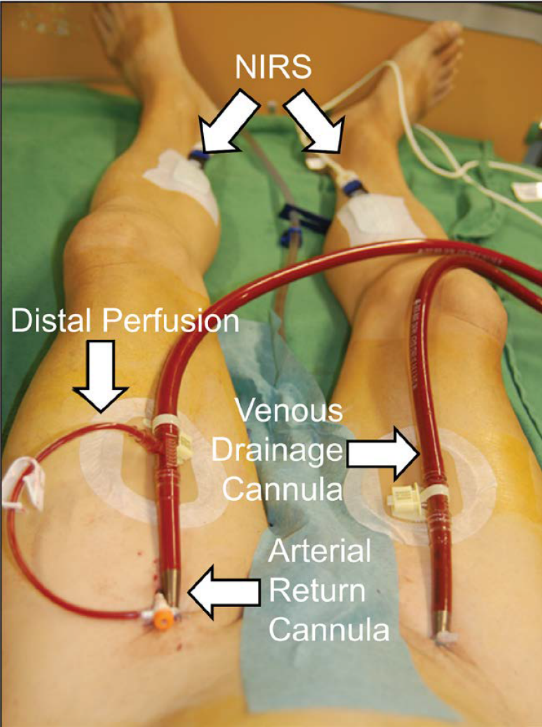 NIRS
Distal Perfusion
Venous
Drainage
Cannula
Arterial
Return
Cannula